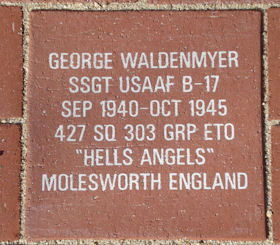 GEORGE WALDENMYER
SSGT USAAF B-17
SEP 1940-OCT 1945
427 SQ 303 GRP ETO
"HELLS ANGELS"
MOLESWORTH ENGLAND